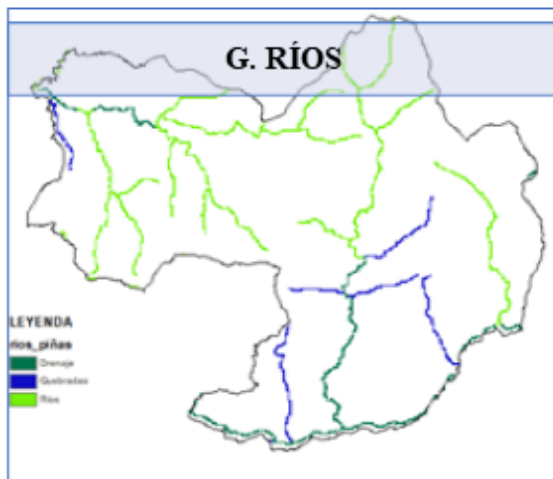 G. RÍOS
LEYENDA
rios_piñas
Drenaje
Quebradas
Ríos